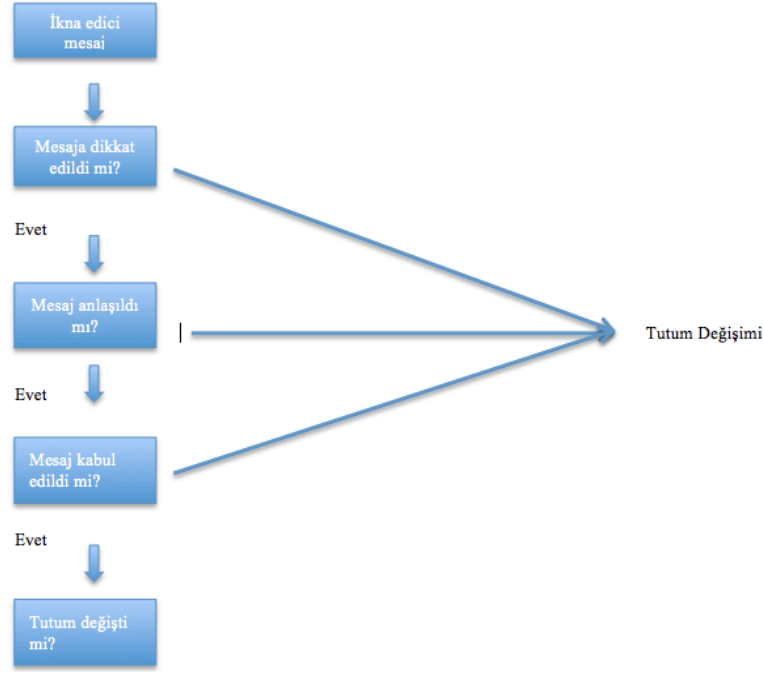 İkna edici
mesaj
Mesaja dikkat
edildi mi?
Evet
Mesaj anlaşıldı
mı?
Tutum Değişimi
Evet
Mesaj kabul
edildi mi?
Evet
Tutum değişti
mi?